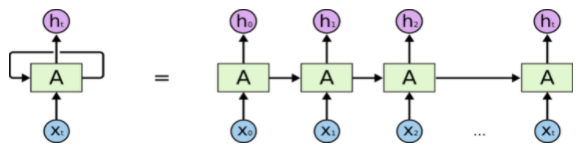 hₜ h₀ h₁ h₂ hₜ
A = A A A A
xₜ x₀ x₁ x₂ ... xₜ